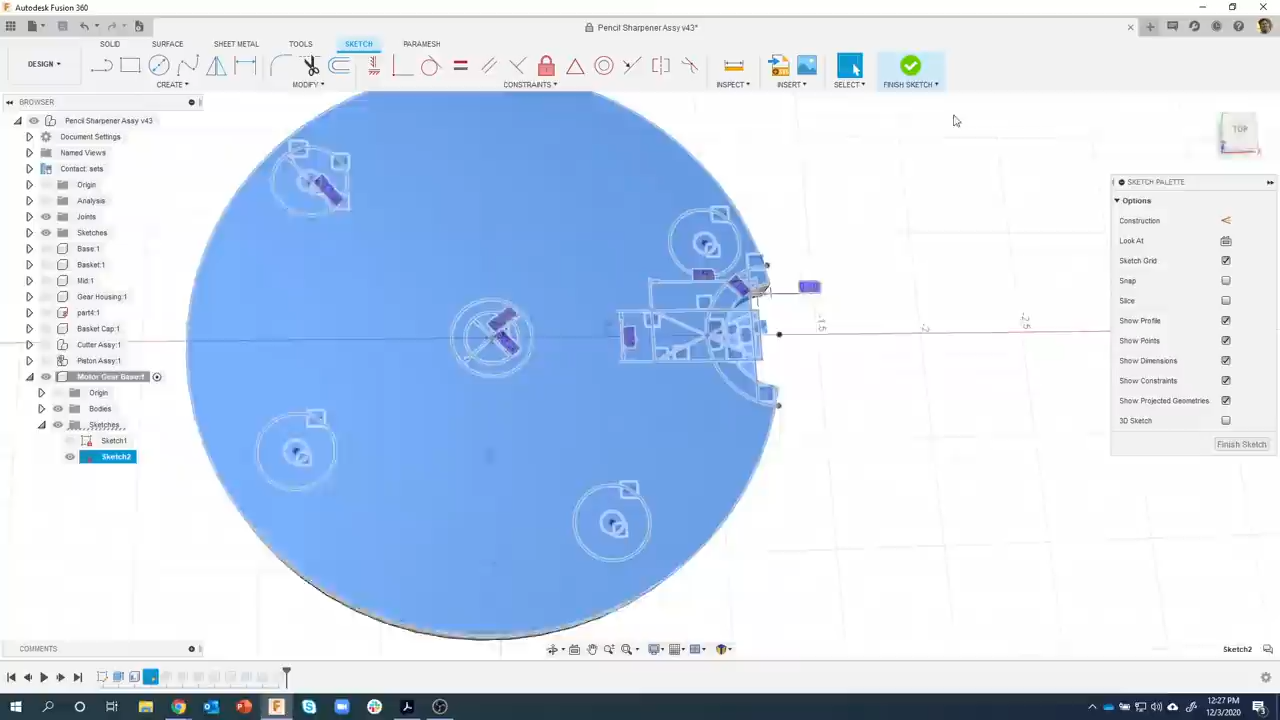 Autodesk Fusion 360
Pencil Sharpener Assy v43*
DESIGN
SOLID
SURFACE
SHEET METAL
TOOLS
SKETCH
PARAMESH
CREATE
MODIFY
CONSTRAINTS
INSPECT
INSERT
SELECT
FINISH SKETCH
BROWSER
Pencil Sharpener Assy v43
Document Settings
Named Views
Contact: sets
Origin
Analysis
Joints
Sketches
Base:1
Basket:1
Mid:1
Gear Housing:1
part4:1
Basket Cap:1
Cutter Assy:1
Piston Assy:1
Motor Gear Base:1
Origin
Bodies
Sketches
Sketch1
Sketch2
-1.5
-2
-2.5
TOP
SKETCH PALETTE
Options
Construction
Look At
Sketch Grid
Snap
Slice
Show Profile
Show Points
Show Dimensions
Show Constraints
Show Projected Geometries
3D Sketch
Finish Sketch
COMMENTS
Sketch2
12:27 PM
12/3/2020